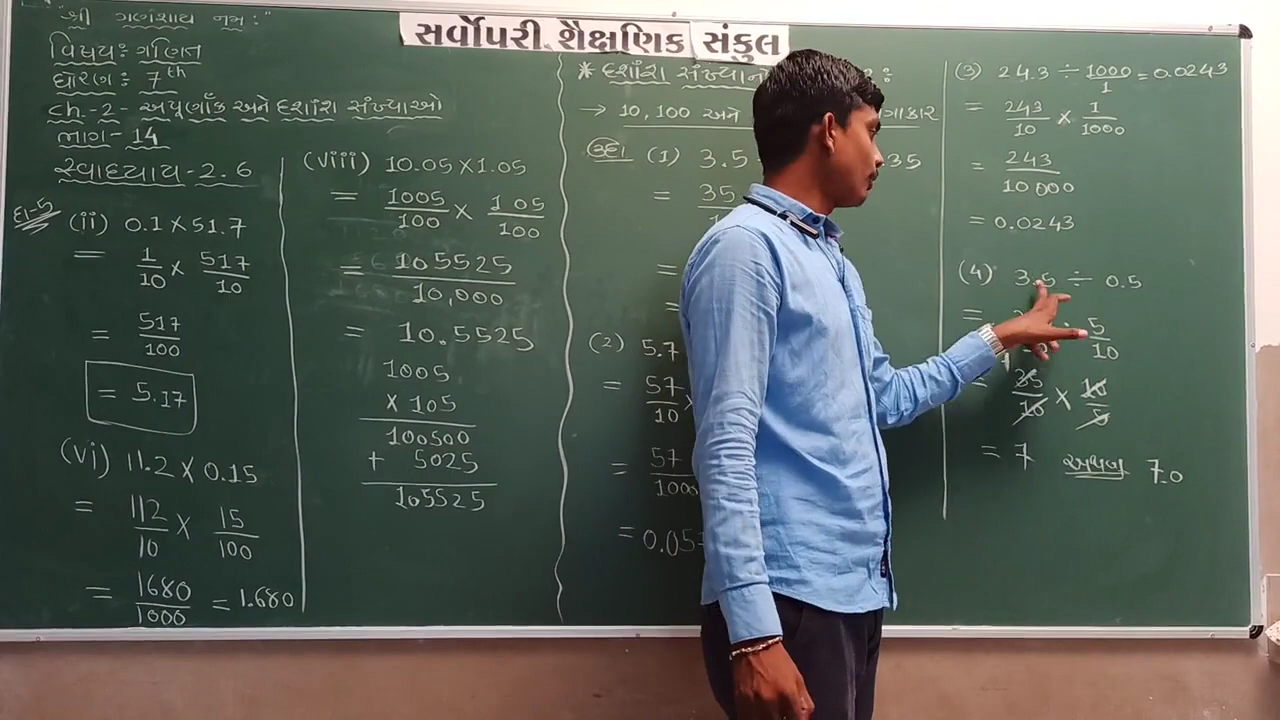 "શ્રી ગણેશાય નમઃ"
સર્વોપરી શૈક્ષણિક સંકુલ
વિષયઃ ગણિત
ધોરણઃ 7th
ch.-2- અપૂર્ણાંક અને દશાંશ સંખ્યાઓ
ભાગ-14
સ્વાધ્યાય-2.6
દા-5
(ii) 0.1 × 51.7
= 1/10 × 517/10
= 517/100
= 5.17
(vi) 11.2 × 0.15
= 112/10 × 15/100
= 1680/1000 = 1.680
(viii) 10.05 × 1.05
= 1005/100 × 105/100
= 105525/10,000
= 10.5525
1005
× 105
100500
+ 5025
105525
* દશાંશ સંખ્યાનો
→ 10,100 અને
ઉદા. (1) 3.5
35
= 35
=
=
(2) 5.7
= 57/10 ×
= 57/1000
= 0.05
(3) 24.3 ÷ 1000/1 = 0.0243
= 243/10 × 1/1000
= 243/10000
= 0.0243
(4) 3.5 ÷ 0.5
= 5/10
= 35/10 × 10/5
= 7 અથવા 7.0